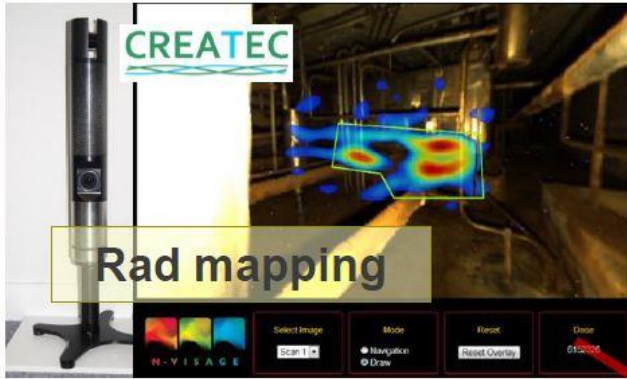 CREATEC
Rad mapping
N-VISAGE
Select Image
Scan 1
Mode
Navigation
Draw
Reset
Reset Overlay
Dose